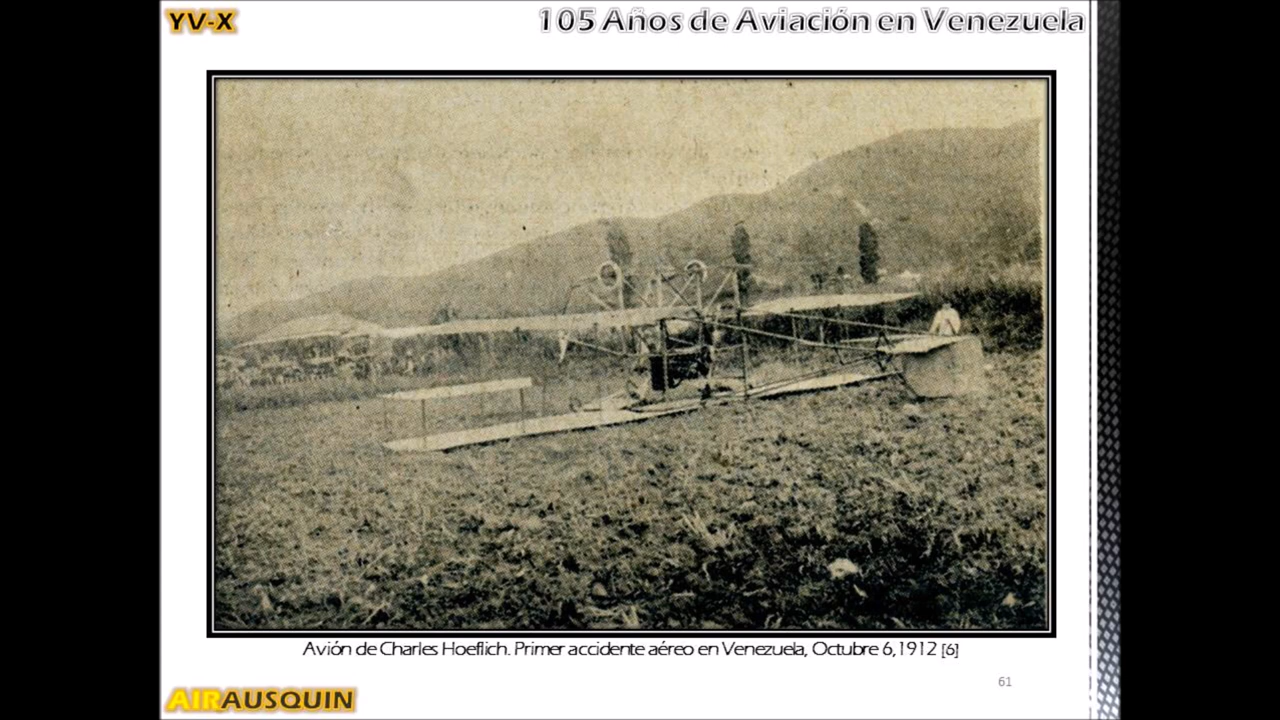 YV-X
105 Años de Aviación en Venezuela
Avión de Charles Hoeflich. Primer accidente aéreo en Venezuela, Octubre 6,1912 [6]
61
AIRAUSQUIN